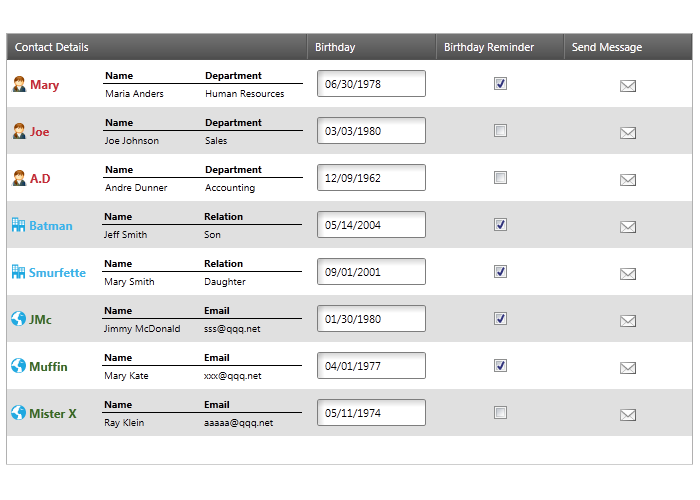 Contact Details Birthday Birthday Reminder Send Message
Name Department
Mary 06/30/1978
Maria Anders Human Resources
Name Department
Joe 03/03/1980
Joe Johnson Sales
Name Department
A.D 12/09/1962
Andre Dunner Accounting
Name Relation
Batman 05/14/2004
Jeff Smith Son
Name Relation
Smurfette 09/01/2001
Mary Smith Daughter
Name Email
JMc 01/30/1980
Jimmy McDonald sss@qqq.net
Name Email
Muffin 04/01/1977
Mary Kate xxx@qqq.net
Name Email
Mister X 05/11/1974
Ray Klein aaaaa@qqq.net